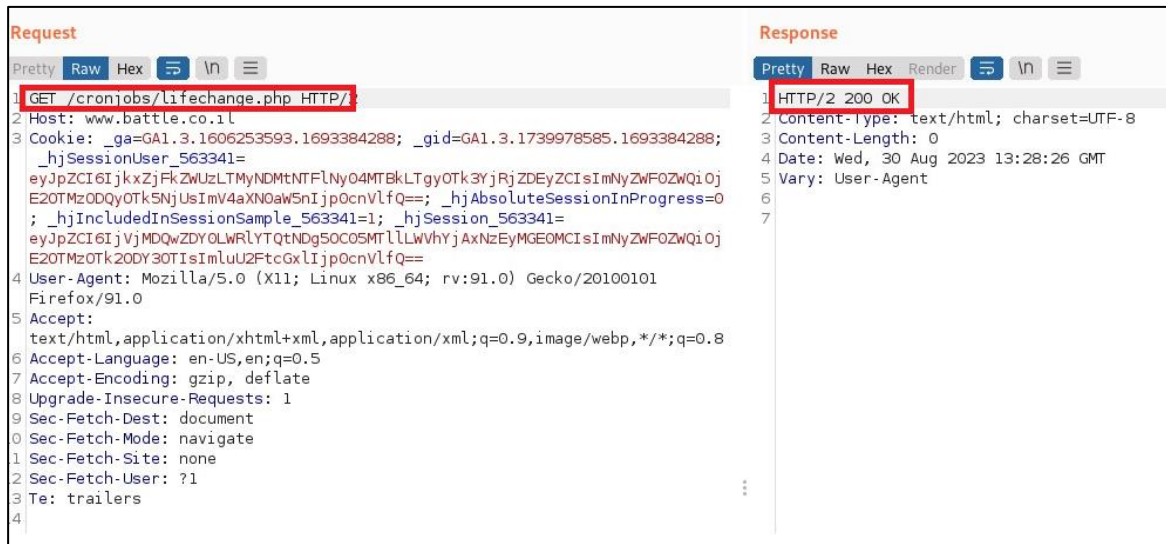 Request
Pretty Raw Hex \n
1 GET /cronjobs/lifechange.php HTTP/2
2 Host: www.battle.co.il
3 Cookie: _ga=GA1.3.1606253593.1693384288; _gid=GA1.3.1739978585.1693384288;
_hjSessionUser_563341=
eyJpZCI6IjkxZjFkZWUzLTMyNDMtNTFlNy04MTBkLTgyOTk3YjRjZDEyZCIsImNyZWF0ZWQiOj
E2OTMzODQyOTk5NjUsImV4aXN0aW5nIjp0cnVlfQ==; _hjAbsoluteSessionInProgress=0
; _hjIncludedInSessionSample_563341=1; _hjSession_563341=
eyJpZCI6IjVjMDQwZDY0LWRlYTQtNDg5OC05MTllLWVhYjAxNzEyMGE0MCIsImNyZWF0ZWQiOj
E2OTMzOTk2ODY3OTIsImluU2FtcGxlIjp0cnVlfQ==
4 User-Agent: Mozilla/5.0 (X11; Linux x86_64; rv:91.0) Gecko/20100101
Firefox/91.0
5 Accept:
text/html,application/xhtml+xml,application/xml;q=0.9,image/webp,*/*;q=0.8
6 Accept-Language: en-US,en;q=0.5
7 Accept-Encoding: gzip, deflate
8 Upgrade-Insecure-Requests: 1
9 Sec-Fetch-Dest: document
0 Sec-Fetch-Mode: navigate
1 Sec-Fetch-Site: none
2 Sec-Fetch-User: ?1
3 Te: trailers
4
Response
Pretty Raw Hex Render \n
1 HTTP/2 200 OK
2 Content-Type: text/html; charset=UTF-8
3 Content-Length: 0
4 Date: Wed, 30 Aug 2023 13:28:26 GMT
5 Vary: User-Agent
6
7